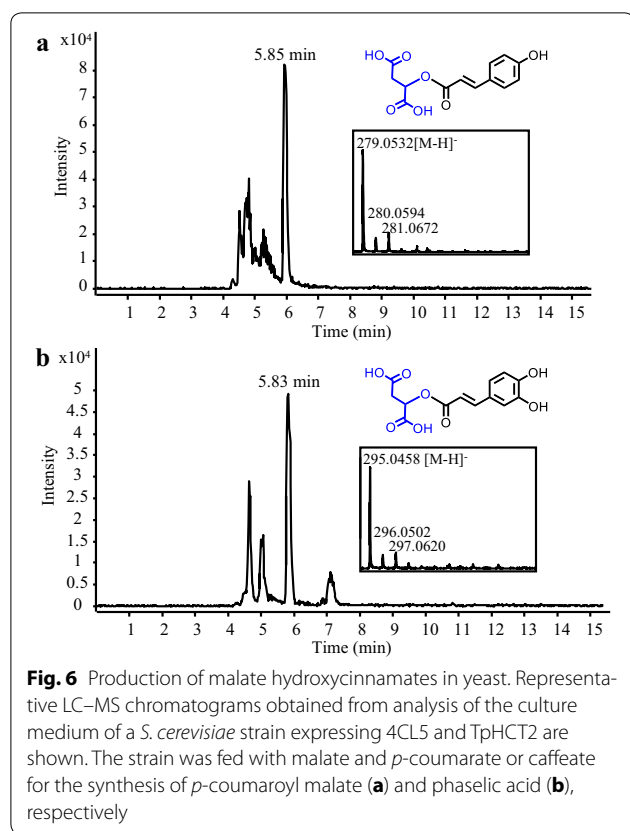 a
x10⁴
5.85 min
8
7
6
5
4
3
2
1
0
Intensity
HO
O
O
O
OH
O
OH
279.0532[M-H]⁻
280.0594
281.0672
1 2 3 4 5 6 7 8 9 10 11 12 13 14 15
Time (min)
b
x10⁴
5.83 min
5
4.5
4
3.5
3
2.5
2
1.5
1
0.5
0
Intensity
HO
O
O
O
OH
O
OH
OH
295.0458 [M-H]⁻
296.0502
297.0620
1 2 3 4 5 6 7 8 9 10 11 12 13 14 15
Time (min)
Fig. 6 Production of malate hydroxycinnamates in yeast. Representa-
tive LC–MS chromatograms obtained from analysis of the culture
medium of a S. cerevisiae strain expressing 4CL5 and TpHCT2 are
shown. The strain was fed with malate and p-coumarate or caffeate
for the synthesis of p-coumaroyl malate (a) and phaselic acid (b),
respectively